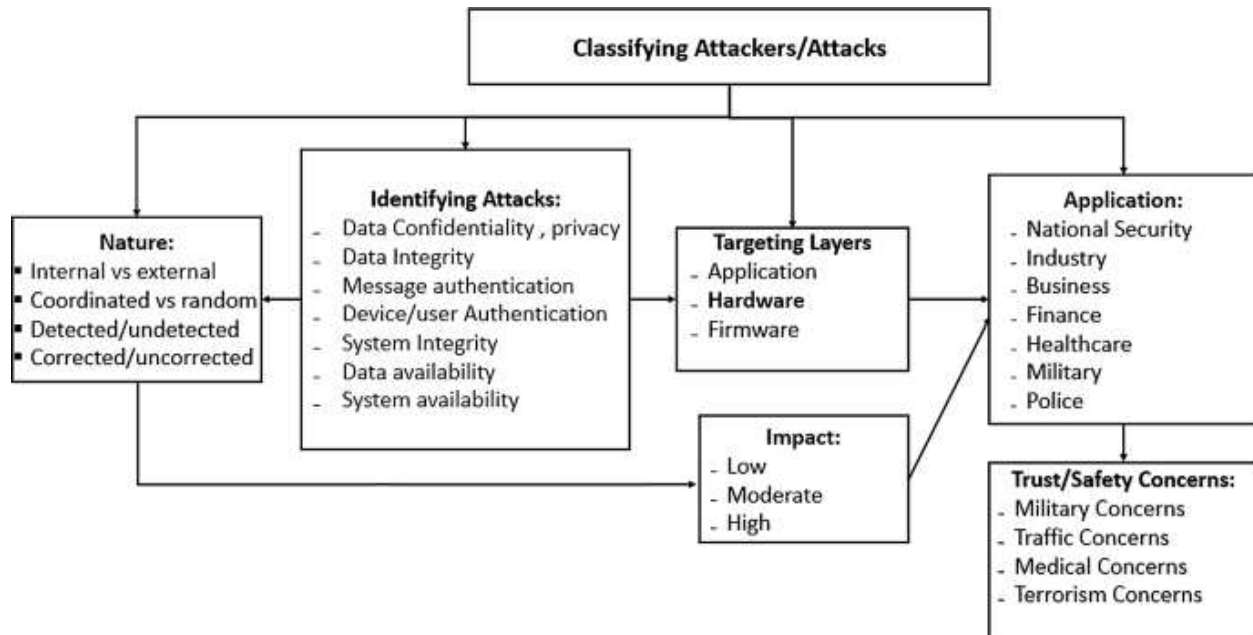 Classifying Attackers/Attacks
Nature:
▪ Internal vs external
▪ Coordinated vs random
▪ Detected/undetected
▪ Corrected/uncorrected
Identifying Attacks:
- Data Confidentiality , privacy
- Data Integrity
- Message authentication
- Device/user Authentication
- System Integrity
- Data availability
- System availability
Targeting Layers
- Application
- Hardware
- Firmware
Impact:
- Low
- Moderate
- High
Application:
- National Security
- Industry
- Business
- Finance
- Healthcare
- Military
- Police
Trust/Safety Concerns:
- Military Concerns
- Traffic Concerns
- Medical Concerns
- Terrorism Concerns